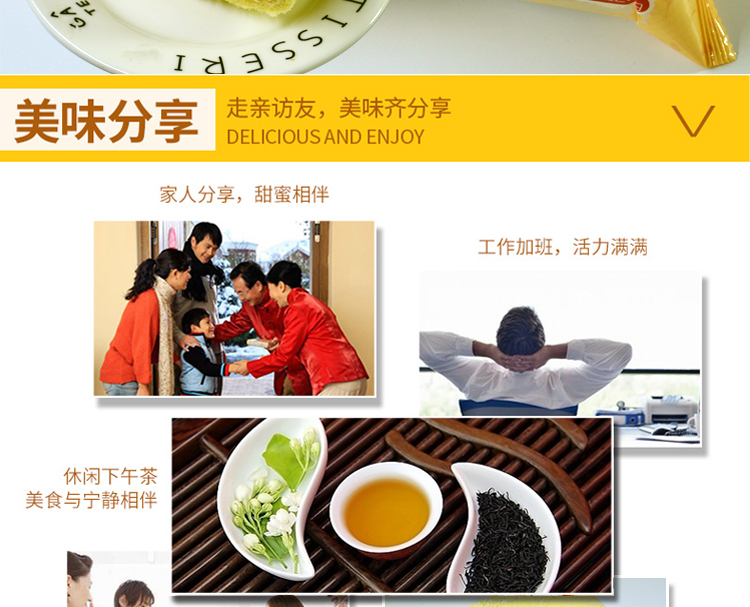 GÂTE
TISSERI
美味分享
走亲访友，美味齐分享
DELICIOUS AND ENJOY
家人分享，甜蜜相伴
工作加班，活力满满
休闲下午茶
美食与宁静相伴